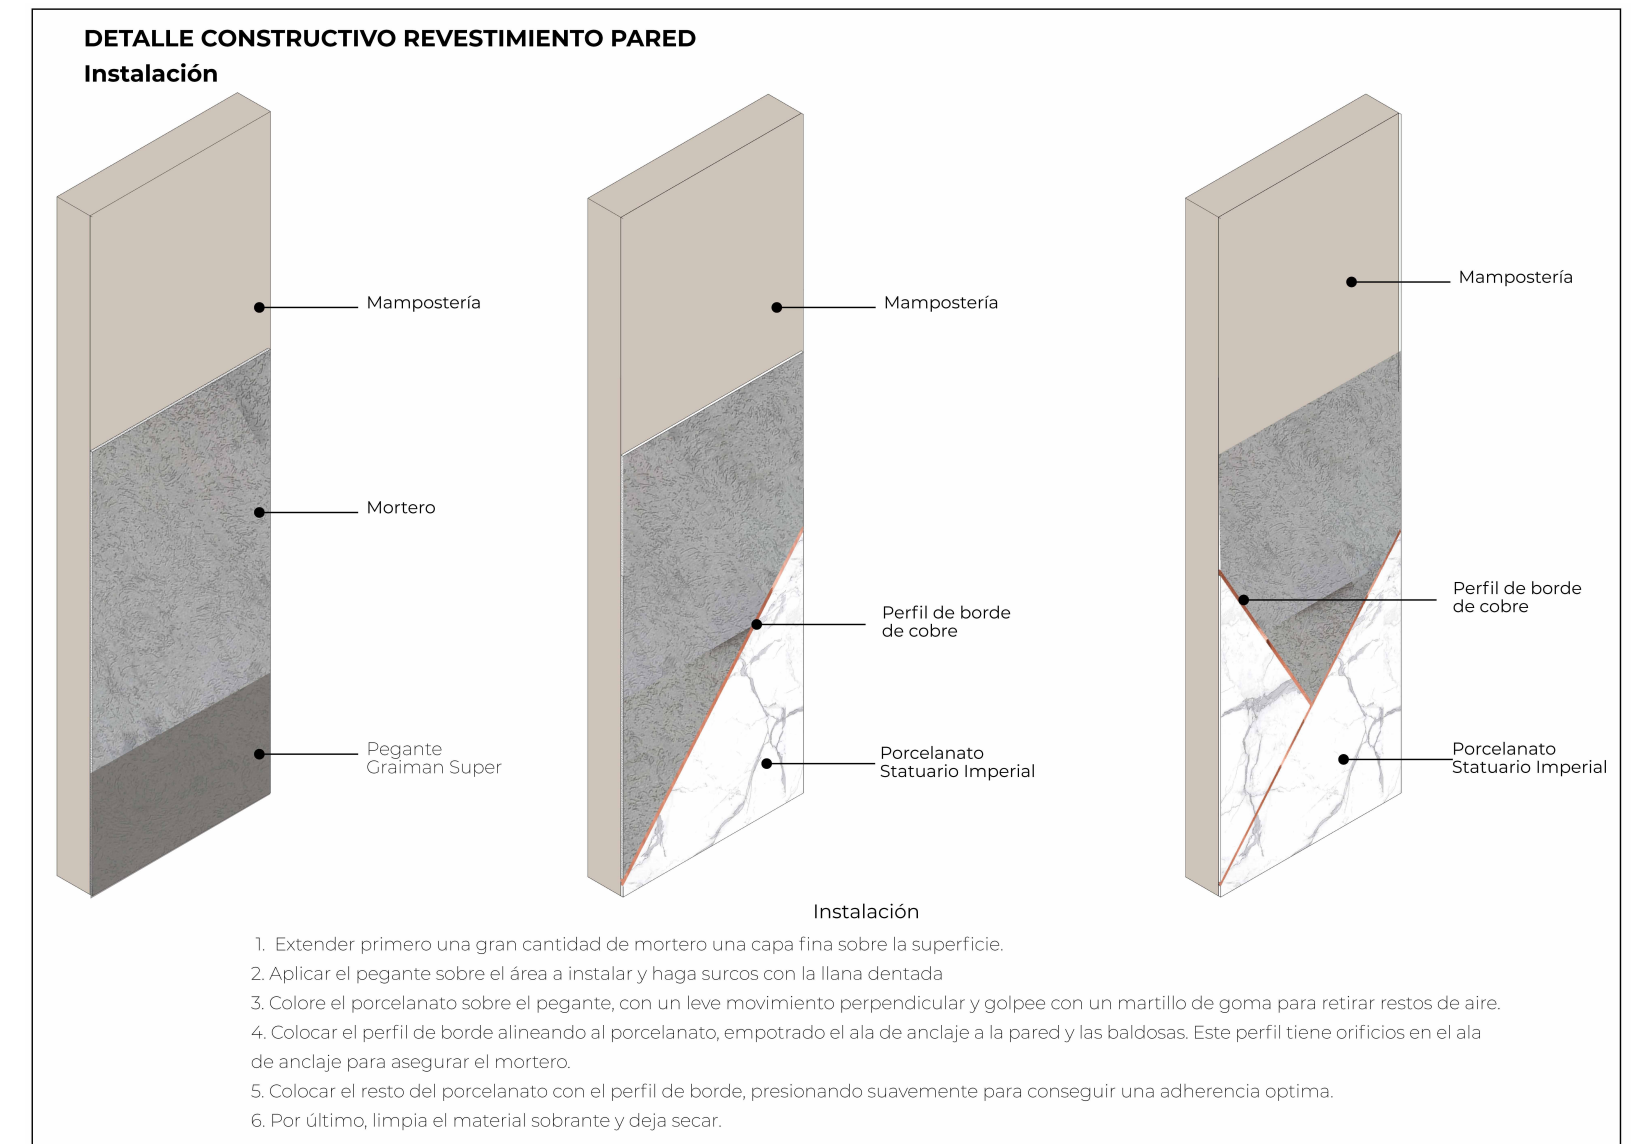 DETALLE CONSTRUCTIVO REVESTIMIENTO PARED
Instalación
Mampostería
Mortero
Pegante
Graiman Super
Mampostería
Perfil de borde
de cobre
Porcelanato
Statuario Imperial
Mampostería
Perfil de borde
de cobre
Porcelanato
Statuario Imperial
Instalación
1. Extender primero una gran cantidad de mortero una capa fina sobre la superficie.
2. Aplicar el pegante sobre el área a instalar y haga surcos con la llana dentada
3. Colore el porcelanato sobre el pegante, con un leve movimiento perpendicular y golpee con un martillo de goma para retirar restos de aire.
4. Colocar el perfil de borde alineando al porcelanato, empotrado el ala de anclaje a la pared y las baldosas. Este perfil tiene orificios en el ala
de anclaje para asegurar el mortero.
5. Colocar el resto del porcelanato con el perfil de borde, presionando suavemente para conseguir una adherencia optima.
6. Por último, limpia el material sobrante y deja secar.